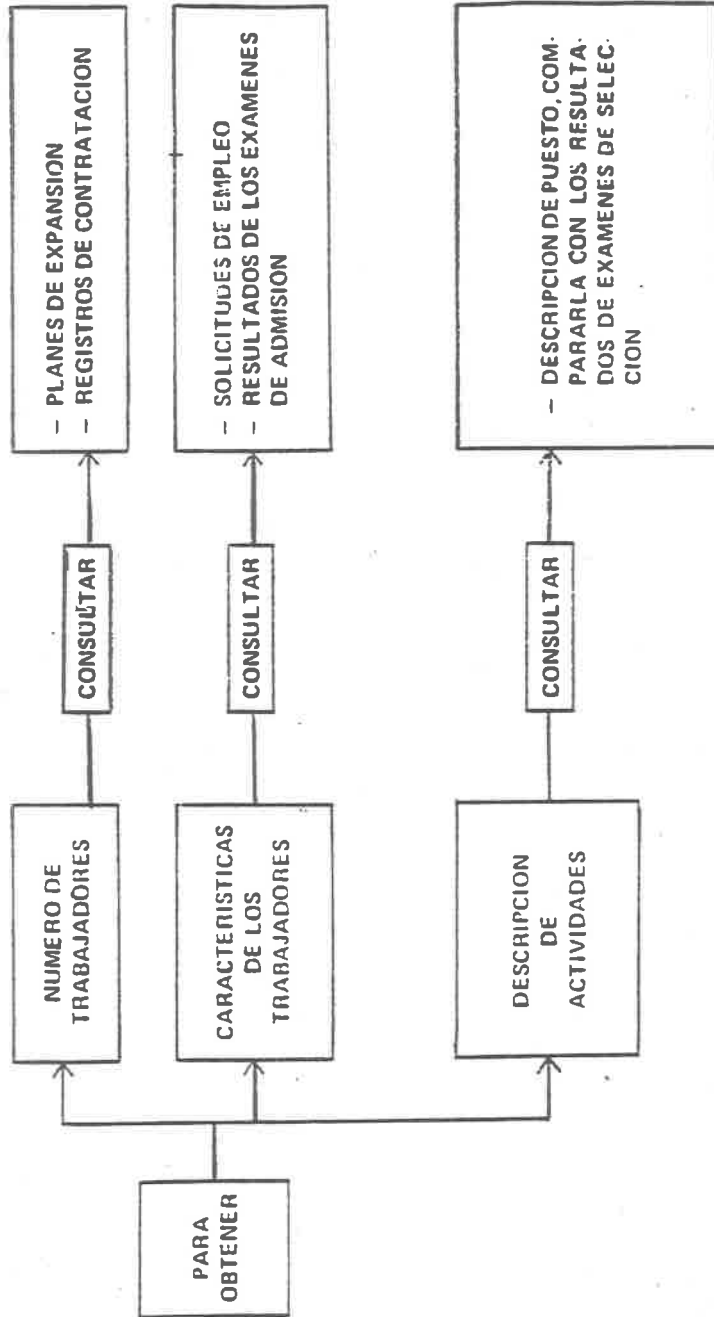 PARA
OBTENER
NUMERO DE
TRABAJADORES
CONSULTAR
— PLANES DE EXPANSION
— REGISTROS DE CONTRATACION
CARACTERISTICAS
DE LOS
TRABAJADORES
CONSULTAR
— SOLICITUDES DE EMPLEO
— RESULTADOS DE LOS EXAMENES
DE ADMISION
DESCRIPCION
DE
ACTIVIDADES
CONSULTAR
— DESCRIPCION DE PUESTO, COM-
PARARLA CON LOS RESULTA-
DOS DE EXAMENES DE SELEC-
CION